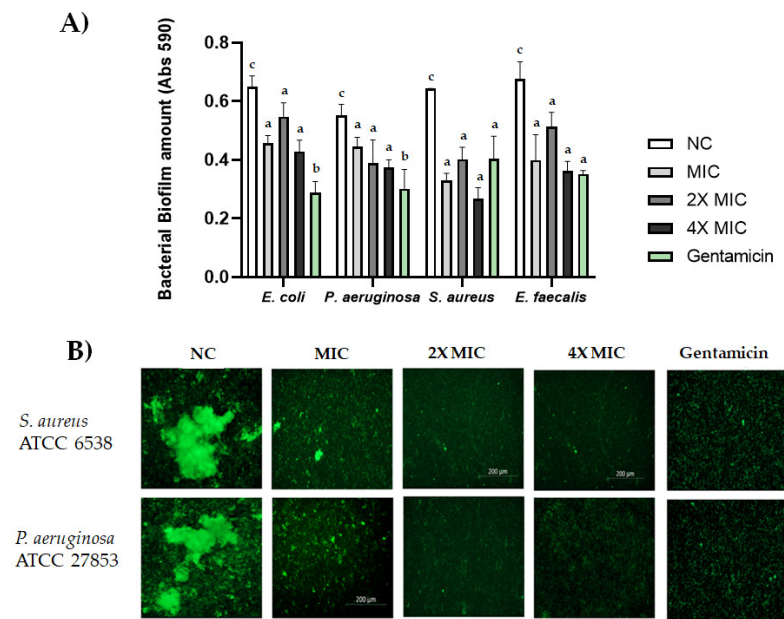 A)
Bacterial Biofilm amount (Abs 590)
0.8
0.6
0.4
0.2
0.0
c a a a b
c a a a b
c a a a a
c a a a a
E. coli P. aeruginosa S. aureus E. faecalis
NC
MIC
2X MIC
4X MIC
Gentamicin
B)
NC MIC 2X MIC 4X MIC Gentamicin
S. aureus
ATCC 6538
200 µm 200 µm
P. aeruginosa
ATCC 27853
200 µm